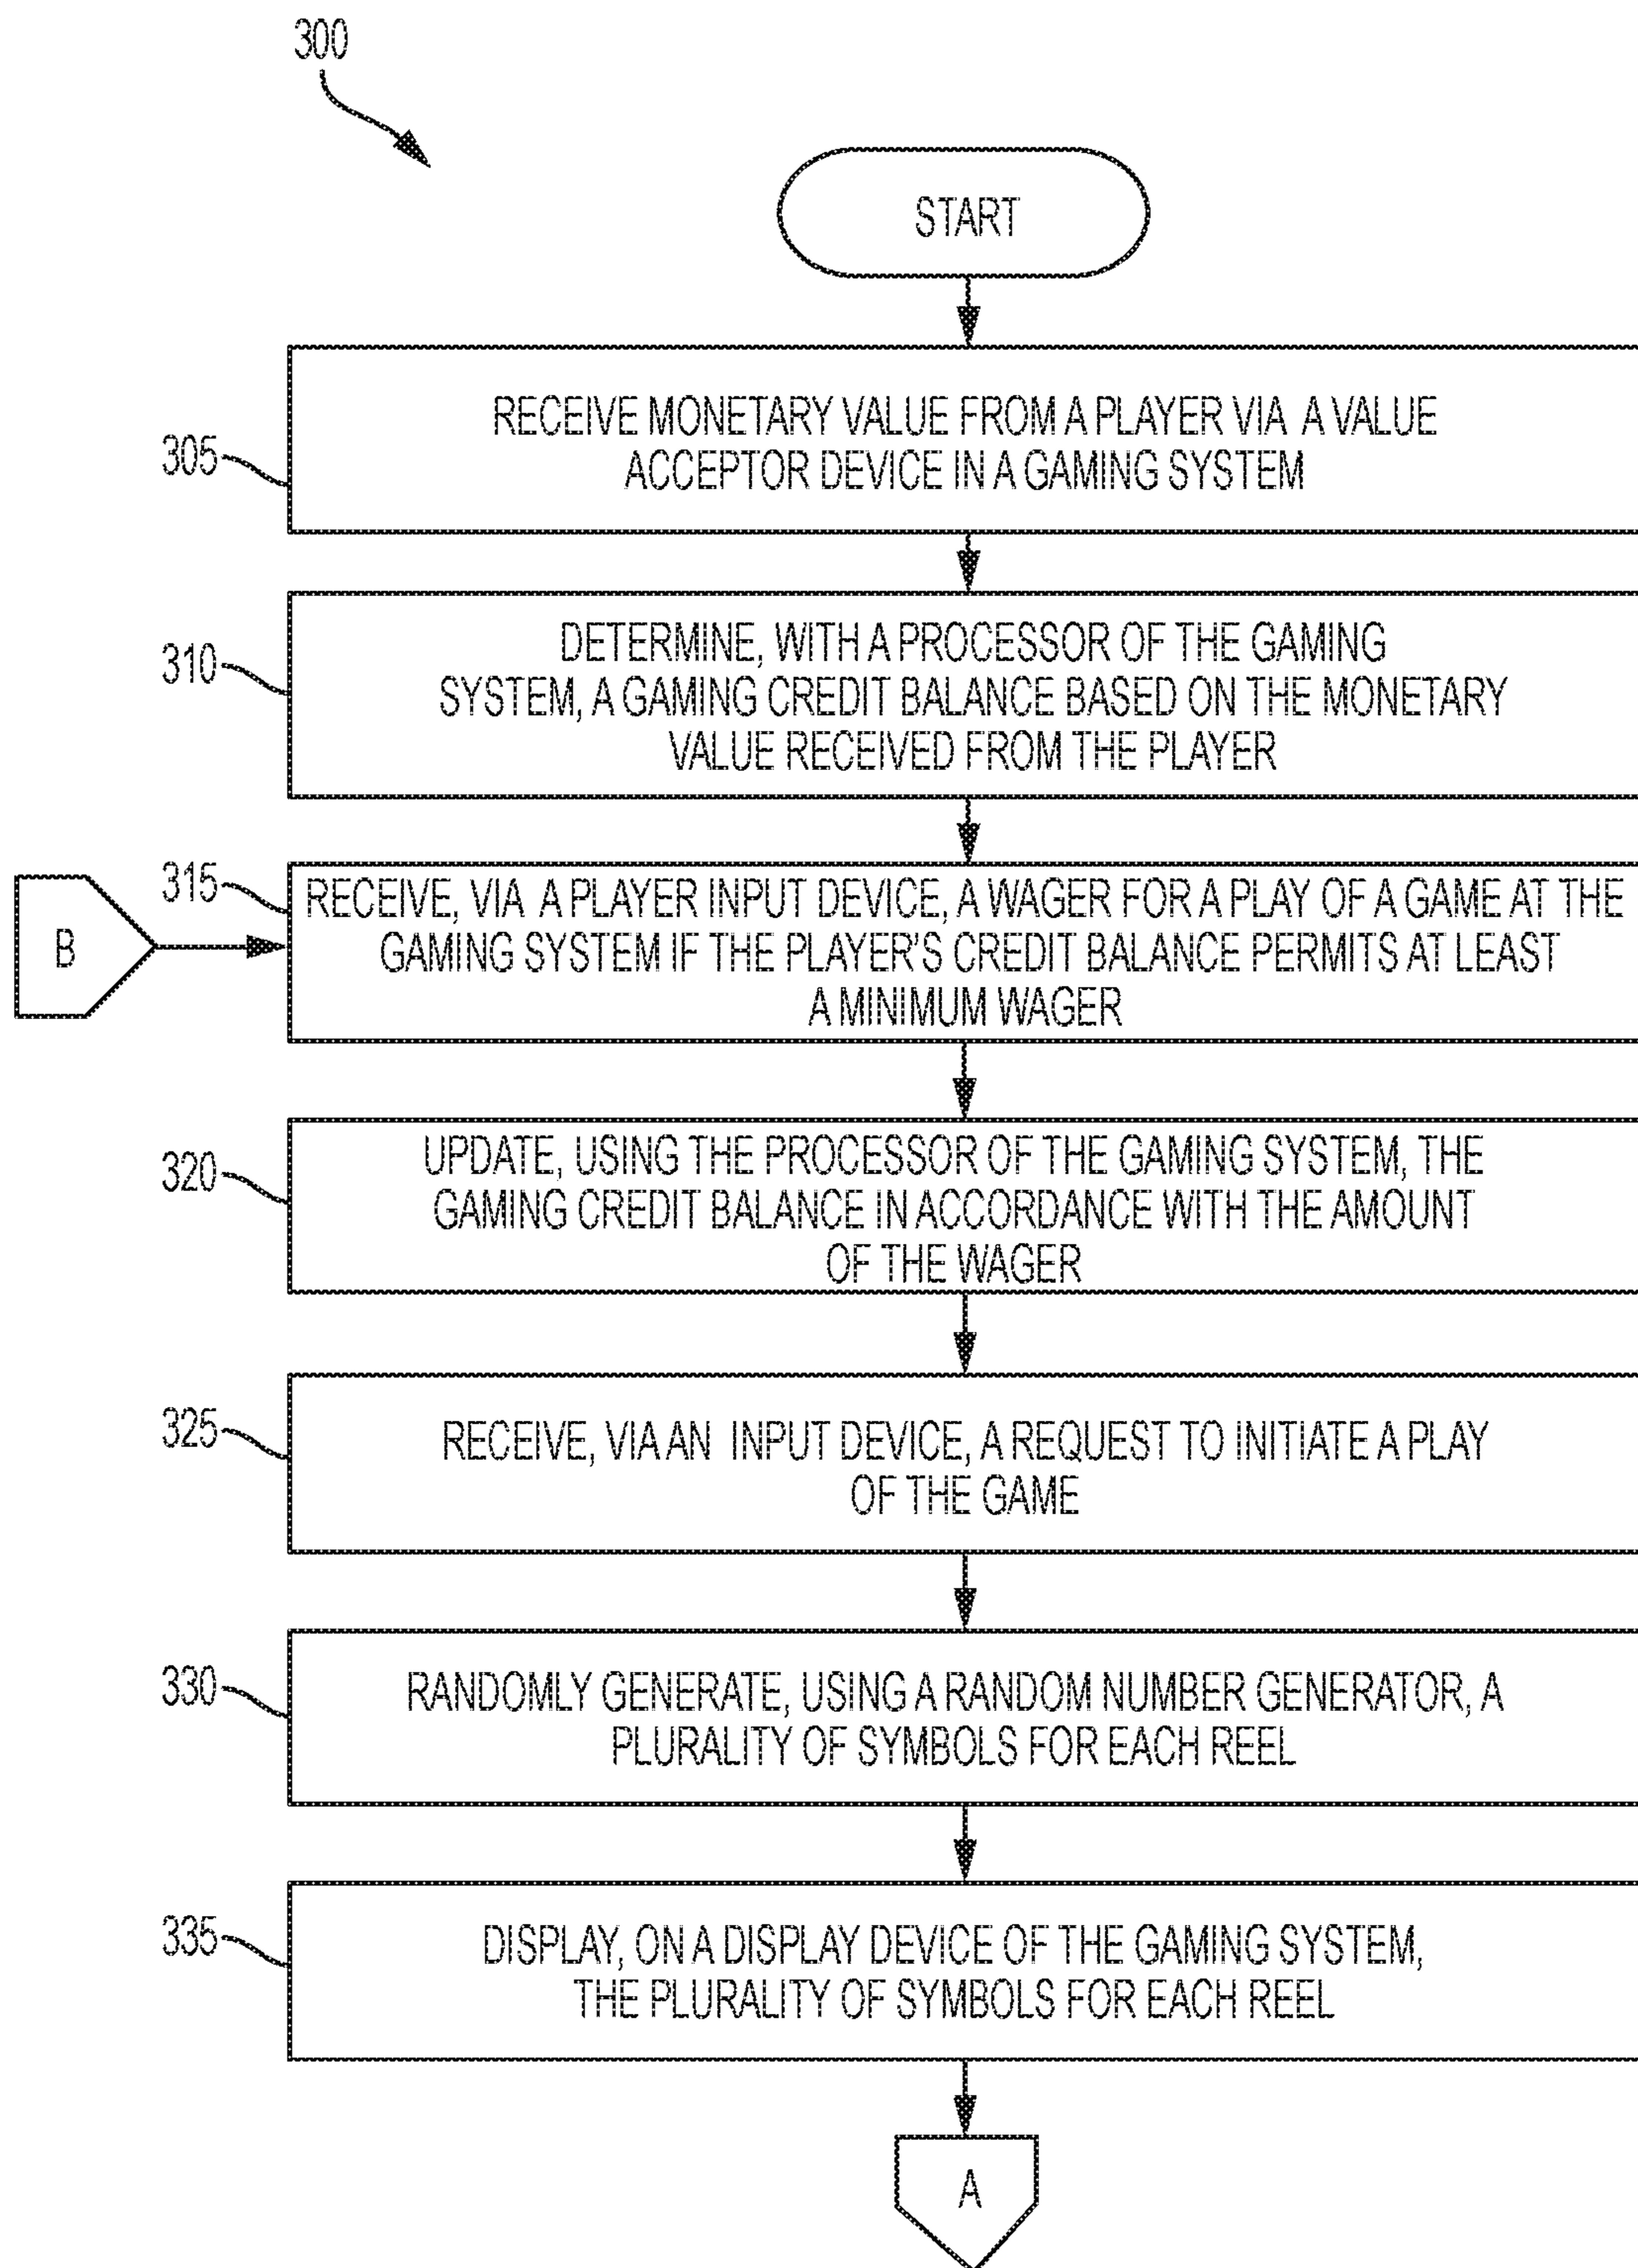 300
START
305
RECEIVE MONETARY VALUE FROM A PLAYER VIA A VALUE
ACCEPTOR DEVICE IN A GAMING SYSTEM
310
DETERMINE, WITH A PROCESSOR OF THE GAMING
SYSTEM, A GAMING CREDIT BALANCE BASED ON THE MONETARY
VALUE RECEIVED FROM THE PLAYER
B
315
RECEIVE, VIA A PLAYER INPUT DEVICE, A WAGER FOR A PLAY OF A GAME AT THE
GAMING SYSTEM IF THE PLAYER'S CREDIT BALANCE PERMITS AT LEAST
A MINIMUM WAGER
320
UPDATE, USING THE PROCESSOR OF THE GAMING SYSTEM, THE
GAMING CREDIT BALANCE IN ACCORDANCE WITH THE AMOUNT
OF THE WAGER
325
RECEIVE, VIA AN INPUT DEVICE, A REQUEST TO INITIATE A PLAY
OF THE GAME
330
RANDOMLY GENERATE, USING A RANDOM NUMBER GENERATOR, A
PLURALITY OF SYMBOLS FOR EACH REEL
335
DISPLAY, ON A DISPLAY DEVICE OF THE GAMING SYSTEM,
THE PLURALITY OF SYMBOLS FOR EACH REEL
A